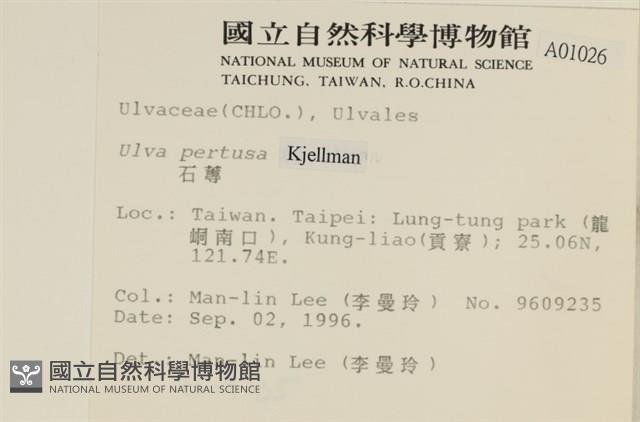 國立自然科學博物館
NATIONAL MUSEUM OF NATURAL SCIENCE
TAICHUNG, TAIWAN, R.O.CHINA
A01026
Ulvaceae(CHLO.), Ulvales
Ulva pertusa Kjellman
石蓴
Loc.: Taiwan. Taipei: Lung-tung park (龍
峒南口), Kung-liao(貢寮); 25.06N,
121.74E.
Col.: Man-lin Lee (李曼玲) No. 9609235
Date: Sep. 02, 1996.
Det.: Man-lin Lee (李曼玲)
國立自然科學博物館
NATIONAL MUSEUM OF NATURAL SCIENCE